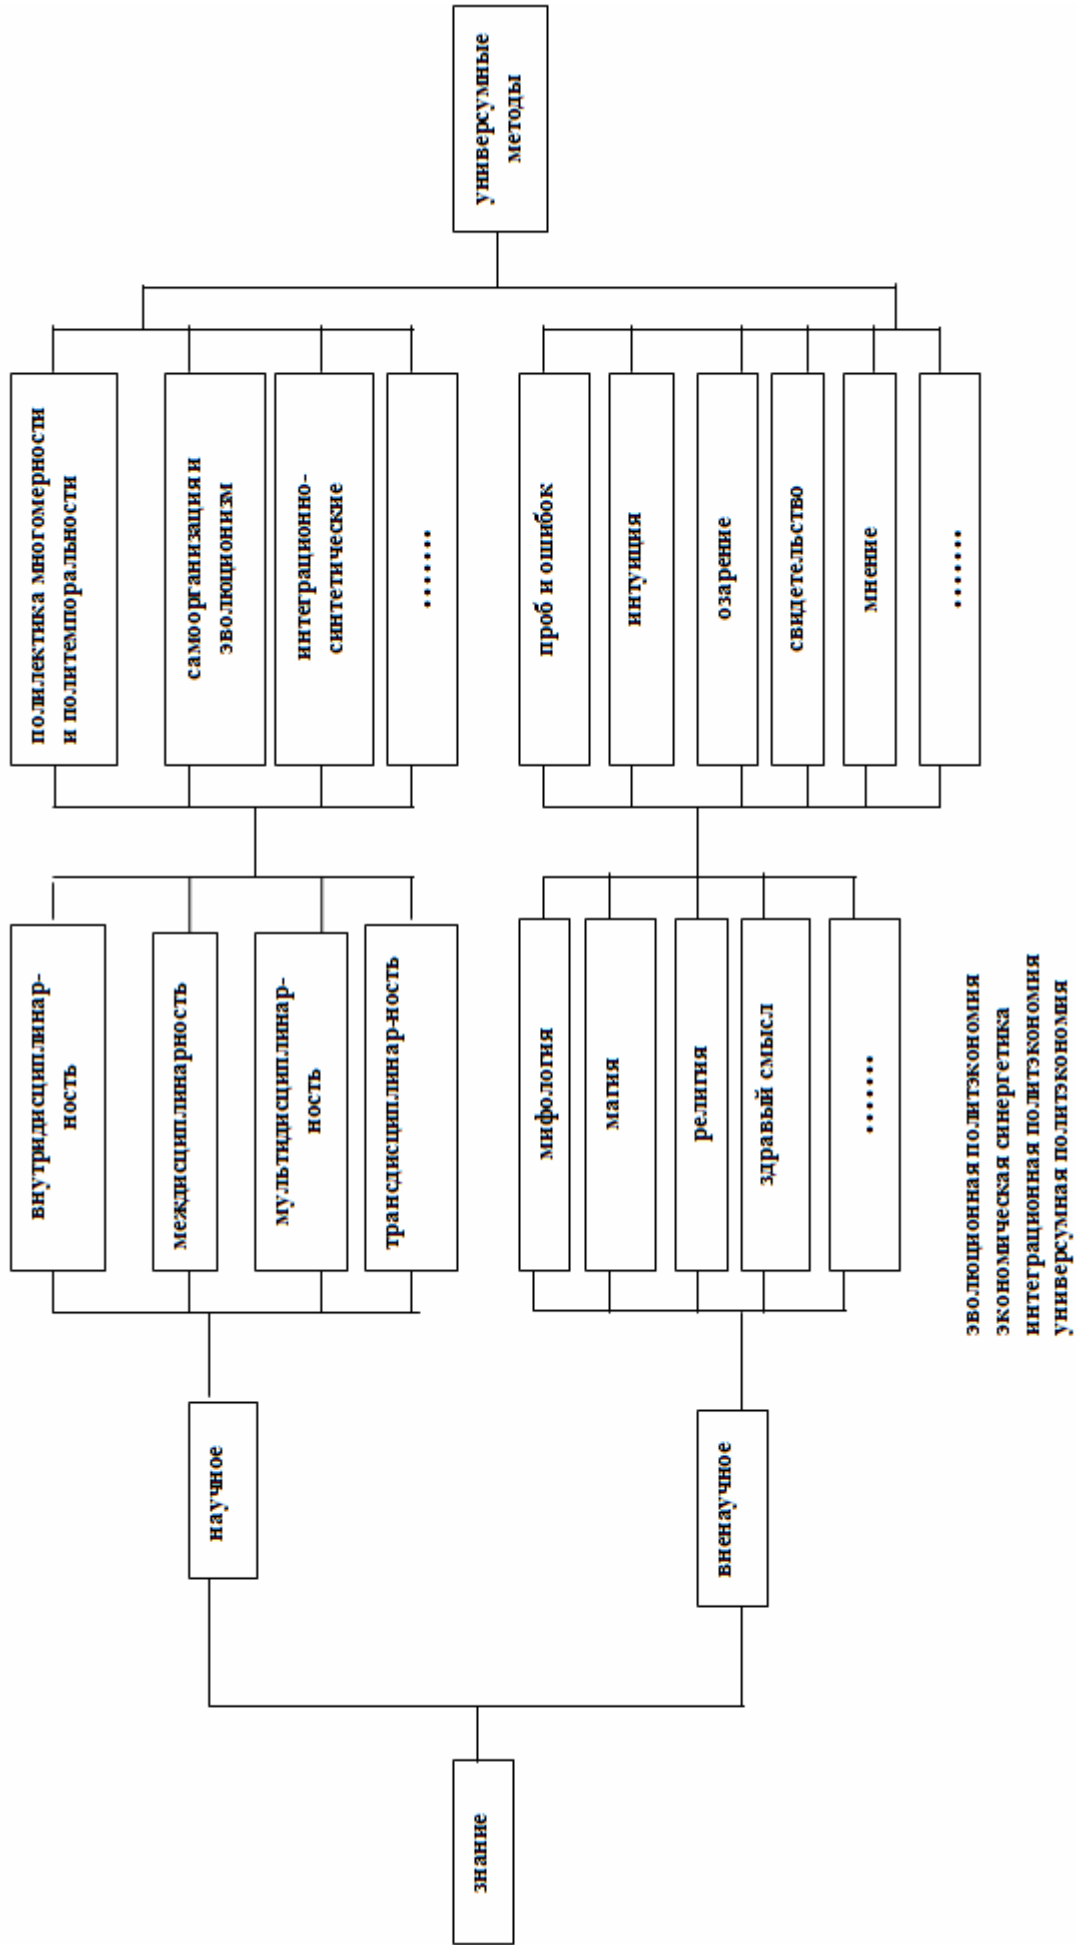 знание
научное
вненаучное
внутридисциплинар-
ность
междисциплинарность
мультидисциплинар-
ность
трансдисциплинар-ность
мифология
магия
религия
здравый смысл
........
полилектика многомерности
и политемпоральности
самоорганизация и
эволюционизм
интеграционно-
синтетические
.......
проб и ошибок
интуиция
озарение
свидетельство
мнение
.......
универсумные
методы
эволюционная политэкономия
экономическая синергетика
интеграционная политэкономия
универсумная политэкономия